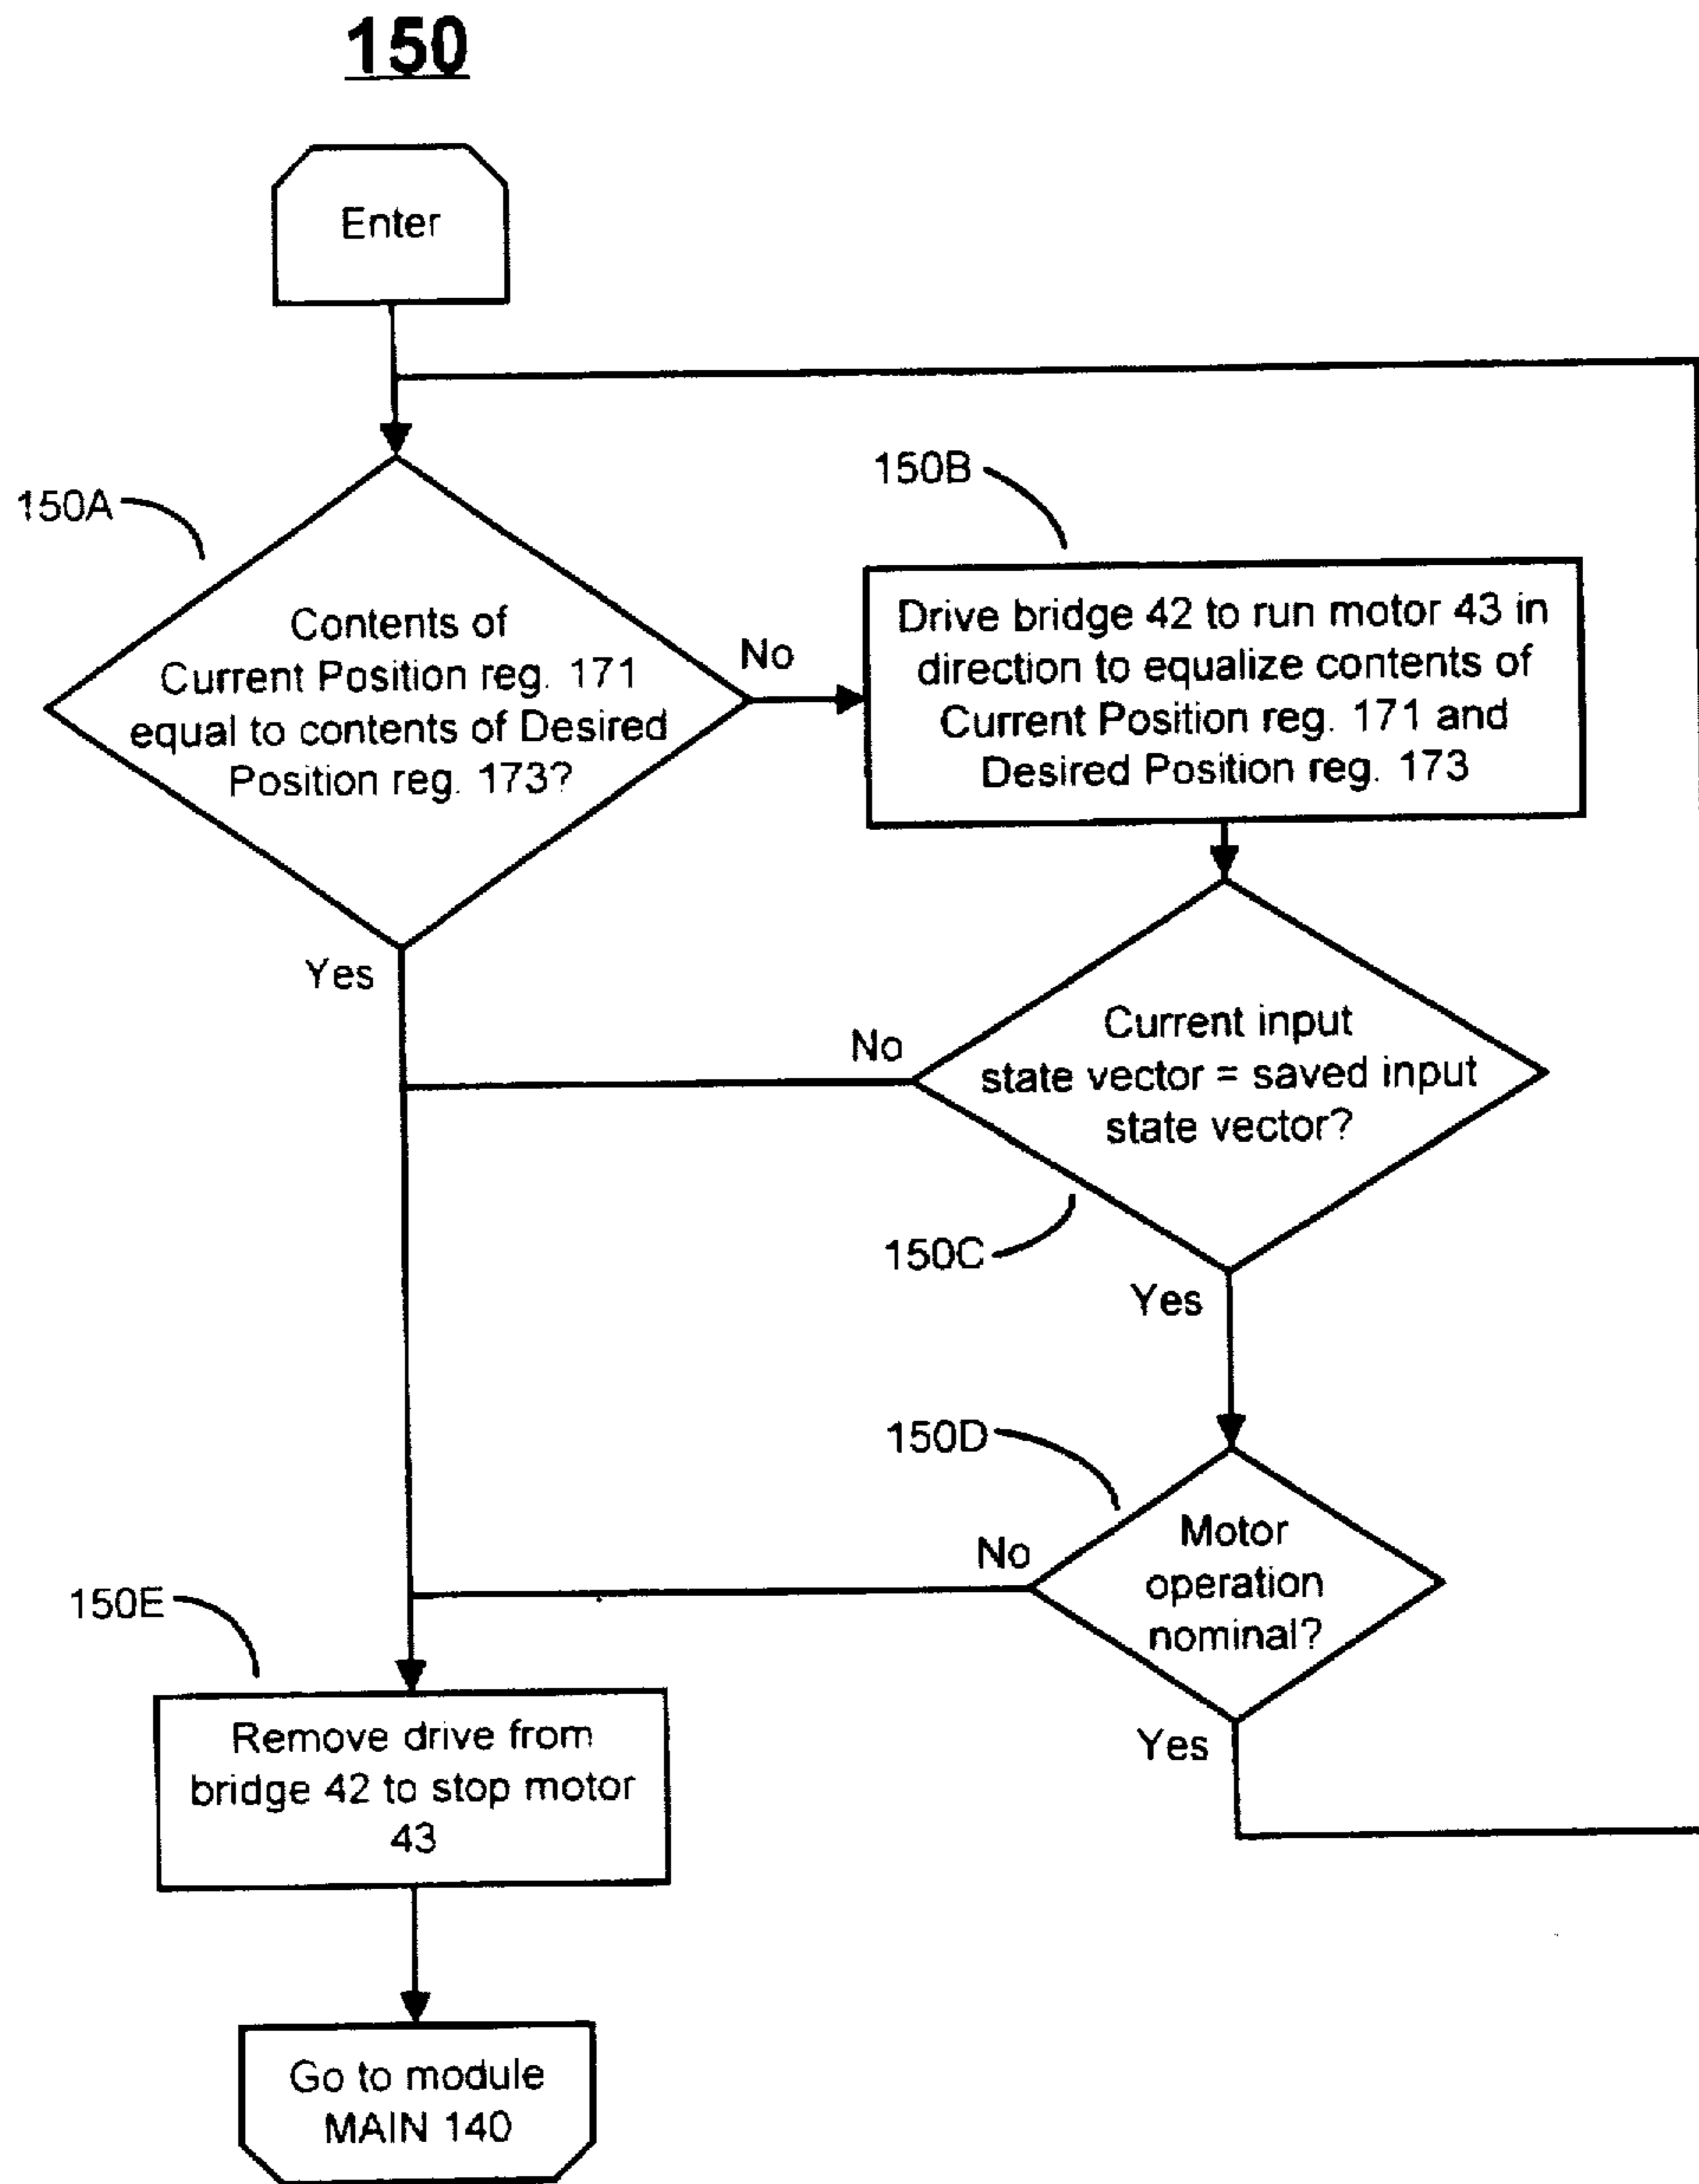 150
Enter
150A
Contents of
Current Position reg. 171
equal to contents of Desired
Position reg. 173?
No
Yes
150B
Drive bridge 42 to run motor 43 in
direction to equalize contents of
Current Position reg. 171 and
Desired Position reg. 173
No
Current input
state vector = saved input
state vector?
150C
Yes
150D
No
Motor
operation
nominal?
Yes
150E
Remove drive from
bridge 42 to stop motor
43
Go to module
MAIN 140